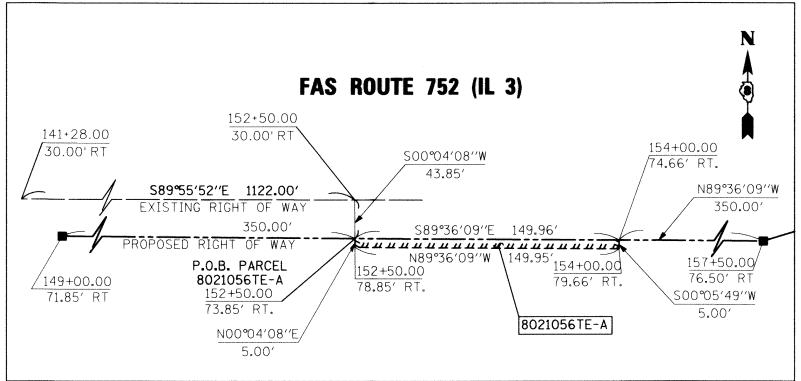 FAS ROUTE 752 (IL 3)
N
141+28.00
30.00' RT
152+50.00
30.00' RT
S00°04'08"W
43.85'
154+00.00
74.66' RT.
N89°36'09"W
350.00'
S89°55'52"E 1122.00'
EXISTING RIGHT OF WAY
350.00'
PROPOSED RIGHT OF WAY
S89°36'09"E 149.96'
N89°36'09"W
149.95'
149+00.00
71.85' RT
P.O.B. PARCEL
8021056TE-A
152+50.00
73.85' RT.
152+50.00
78.85' RT.
154+00.00
79.66' RT.
157+50.00
76.50' RT
S00°05'49"W
5.00'
N00°04'08"E
5.00'
8021056TE-A